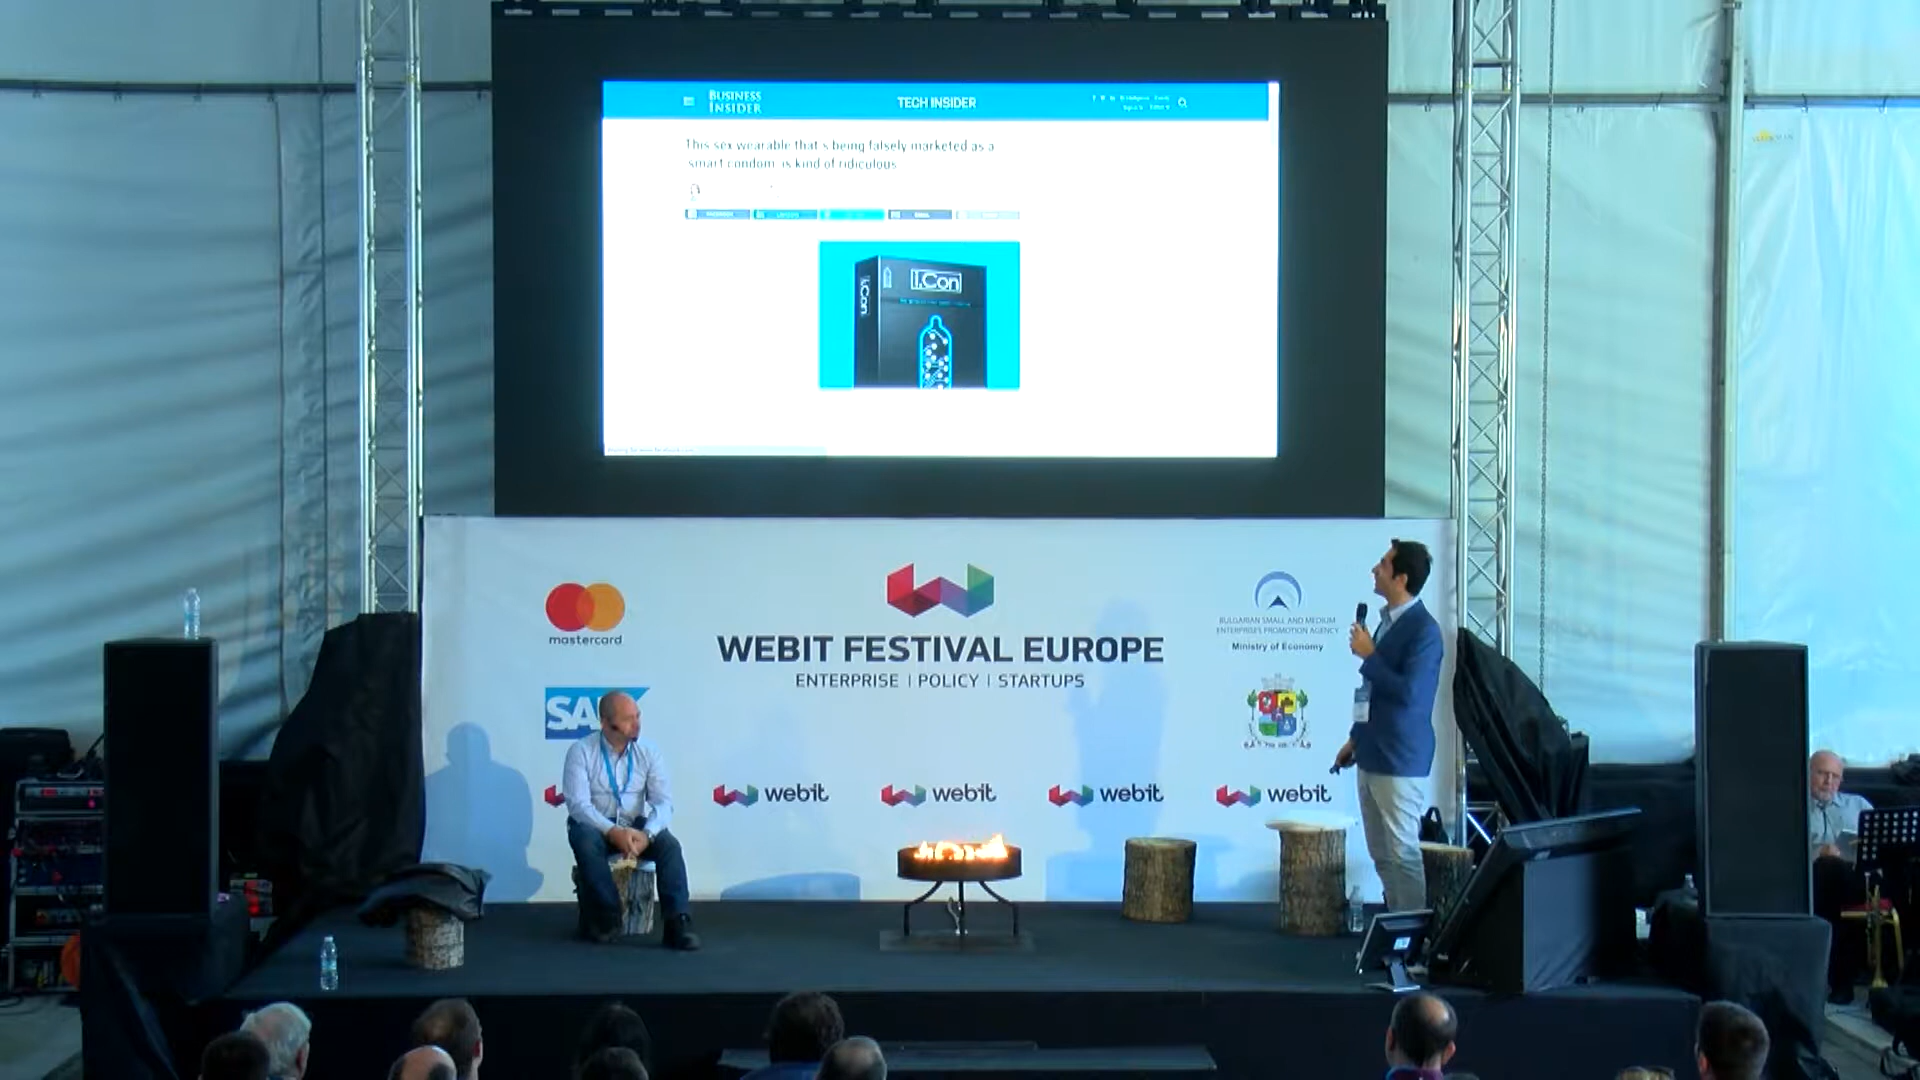 BUSINESS
INSIDER
TECH INSIDER
This sex wearable that's being falsely marketed as a
smart condom is kind of ridiculous
i.Con
i.Con
mastercard
SAP
WEBIT FESTIVAL EUROPE
ENTERPRISE | POLICY | STARTUPS
BULGARIAN SMALL AND MEDIUM
ENTERPRISES PROMOTION AGENCY
Ministry of Economy
webit
webit
webit
webit